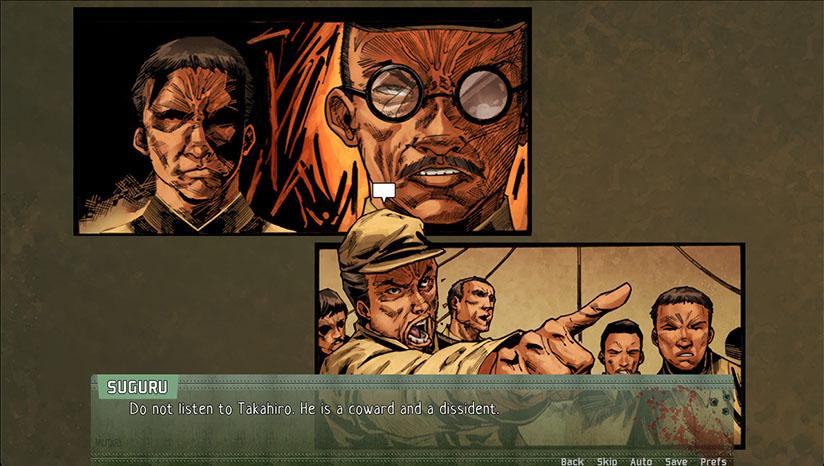 SUGURU
Do not listen to Takahiro. He is a coward and a dissident.
Back Skip Auto Save Prefs